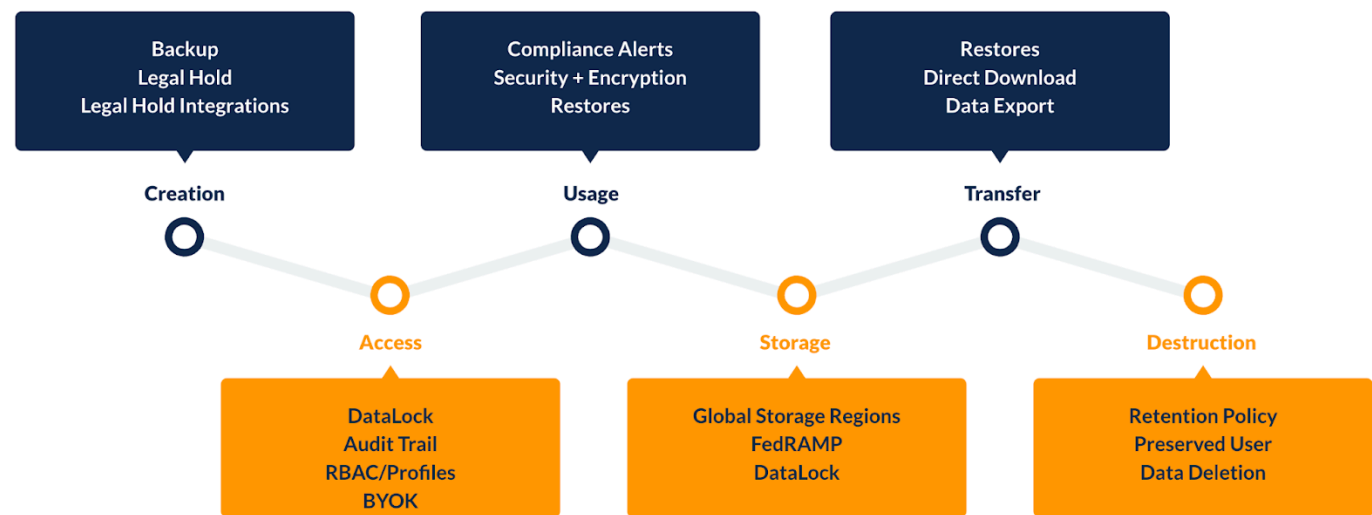 Backup
Legal Hold
Legal Hold Integrations
Compliance Alerts
Security + Encryption
Restores
Restores
Direct Download
Data Export
Creation
Usage
Transfer
Access
Storage
Destruction
DataLock
Audit Trail
RBAC/Profiles
BYOK
Global Storage Regions
FedRAMP
DataLock
Retention Policy
Preserved User
Data Deletion